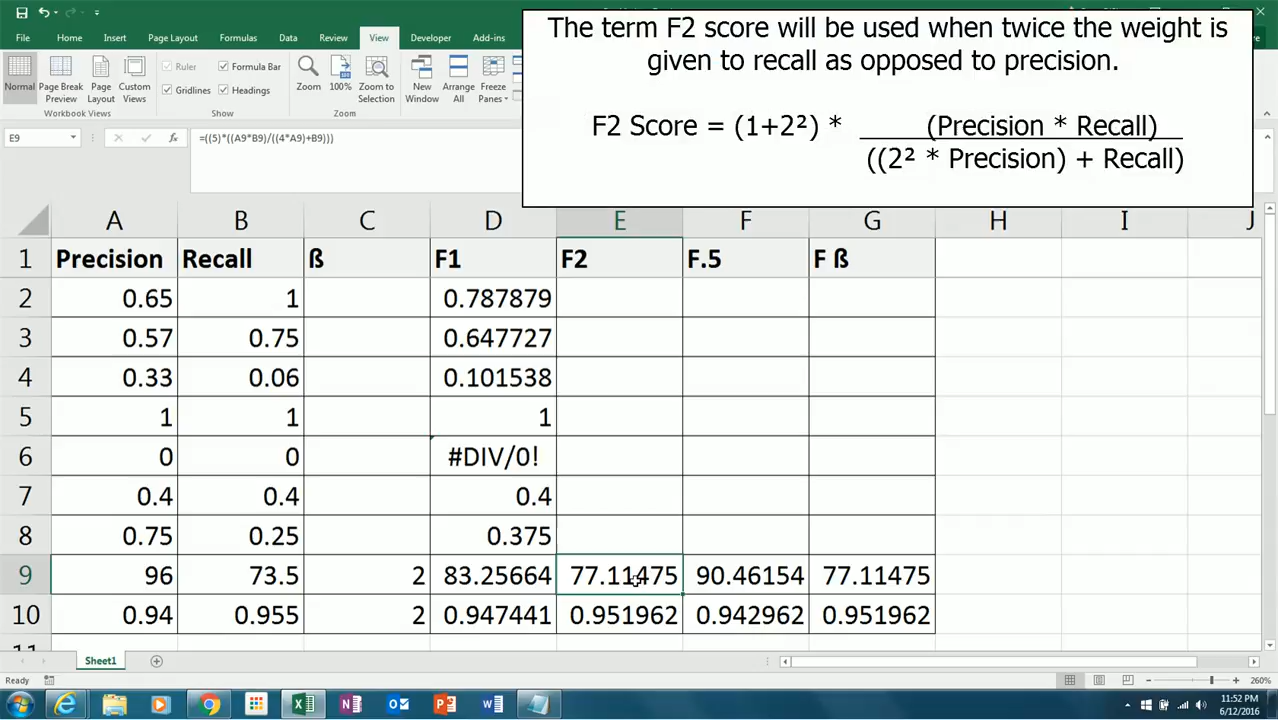 The term F2 score will be used when twice the weight is
given to recall as opposed to precision.
F2 Score = (1+2²) * (Precision * Recall)
((2² * Precision) + Recall)
File Home Insert Page Layout Formulas Data Review View Developer Add-ins
Normal Page Break Preview Page Layout Custom Views
Ruler Formula Bar
Gridlines Headings
Zoom 100% Zoom to Selection
New Window Arrange All Freeze Panes
Workbook Views Show Zoom
E9 =((5)*((A9*B9)/((4*A9)+B9)))
A B C D E F G H I J
1 Precision Recall ß F1 F2 F.5 F ß
2 0.65 1 0.787879
3 0.57 0.75 0.647727
4 0.33 0.06 0.101538
5 1 1 1
6 0 0 #DIV/0!
7 0.4 0.4 0.4
8 0.75 0.25 0.375
9 96 73.5 2 83.25664 77.11475 90.46154 77.11475
10 0.94 0.955 2 0.947441 0.951962 0.942962 0.951962
11
Sheet1
Ready 260%
11:52 PM
6/12/2016